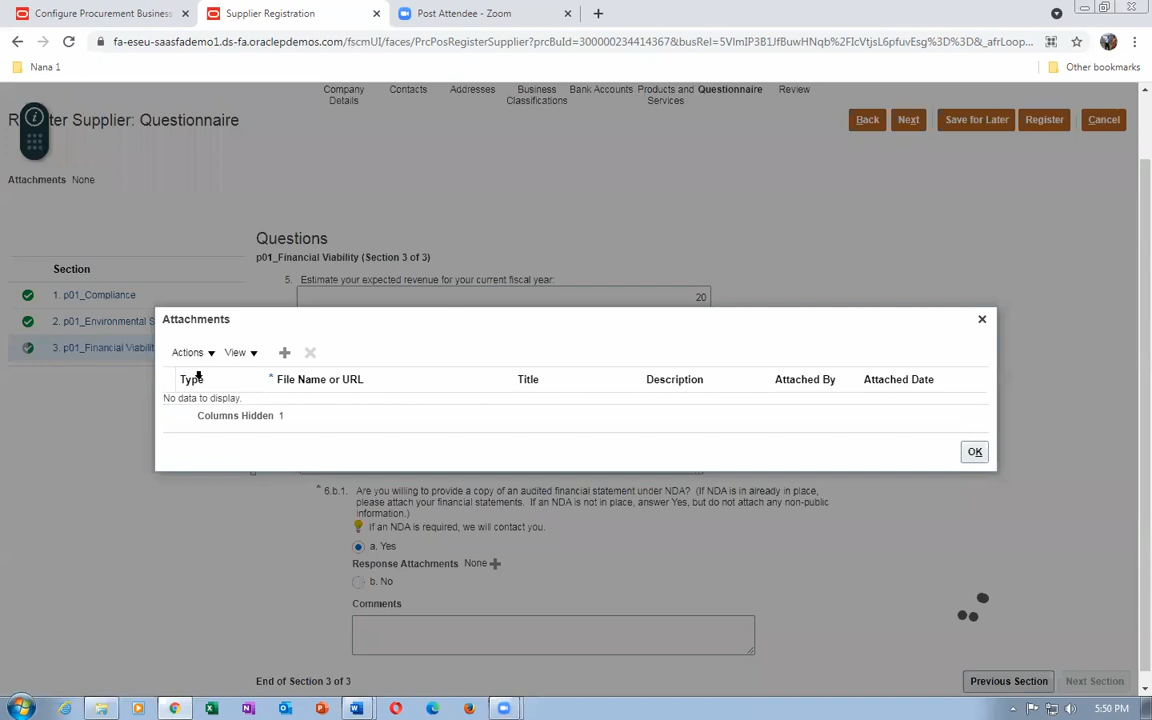 Configure Procurement Business
Supplier Registration
Post Attendee - Zoom
fa-eseu-saasfademo1.ds-fa.oraclepdemos.com/fscmUI/faces/PrcPosRegisterSupplier?prcBuId=300000234414367&busRel=5VlmIP3B1JfBuwHNqb%2FIcVtjsL6pfuvEsg%3D%3D&_afrLoop...
Nana 1
Other bookmarks
Company Details
Contacts
Addresses
Business Classifications
Bank Accounts
Products and Services
Questionnaire
Review
ter Supplier: Questionnaire
Back
Next
Save for Later
Register
Cancel
Attachments None
Questions
p01_Financial Viability (Section 3 of 3)
Section
5. Estimate your expected revenue for your current fiscal year:
1. p01_Compliance
20
2. p01_Environmental S
3. p01_Financial Viabilit
Attachments
Actions
View
Type
* File Name or URL
Title
Description
Attached By
Attached Date
No data to display.
Columns Hidden 1
OK
* 6.b.1. Are you willing to provide a copy of an audited financial statement under NDA? (If NDA is in already in place,
please attach your financial statements. If an NDA is not in place, answer Yes, but do not attach any non-public
information.)
If an NDA is required, we will contact you.
a. Yes
Response Attachments None
b. No
Comments
End of Section 3 of 3
Previous Section
Next Section
5:50 PM